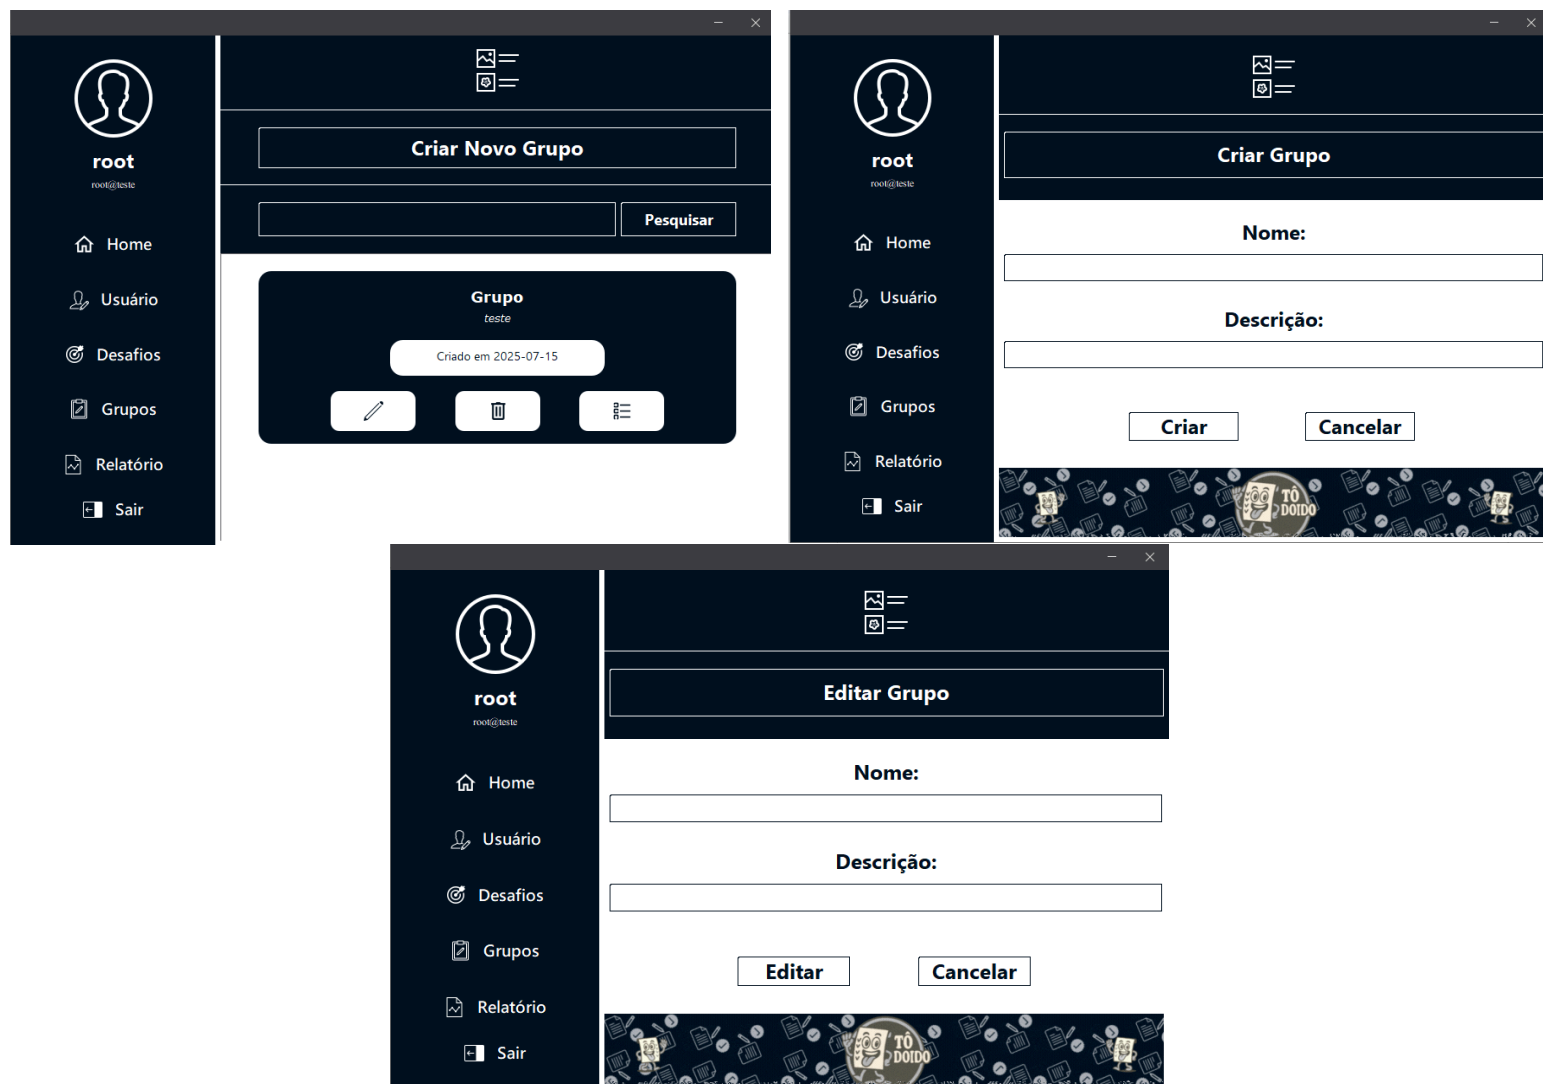 root
root@teste
Home
Usuário
Desafios
Grupos
Relatório
Sair
Criar Novo Grupo
Pesquisar
Grupo
teste
Criado em 2025-07-15
root
root@teste
Home
Usuário
Desafios
Grupos
Relatório
Sair
Criar Grupo
Nome:
Descrição:
Criar Cancelar
TÔ
DOIDO
root
root@teste
Home
Usuário
Desafios
Grupos
Relatório
Sair
Editar Grupo
Nome:
Descrição:
Editar Cancelar
TÔ
DOIDO